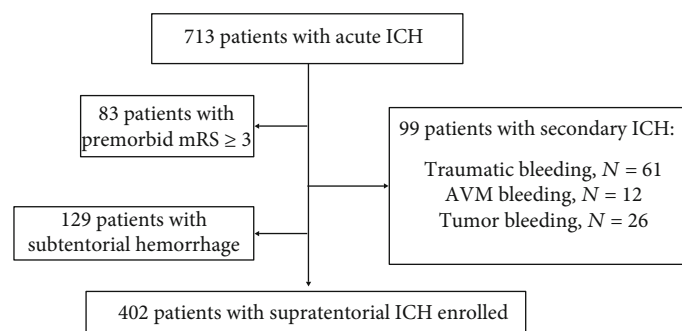 713 patients with acute ICH
83 patients with
premorbid mRS ≥ 3
99 patients with secondary ICH:
Traumatic bleeding, N = 61
AVM bleeding, N = 12
Tumor bleeding, N = 26
129 patients with
subtentorial hemorrhage
402 patients with supratentorial ICH enrolled